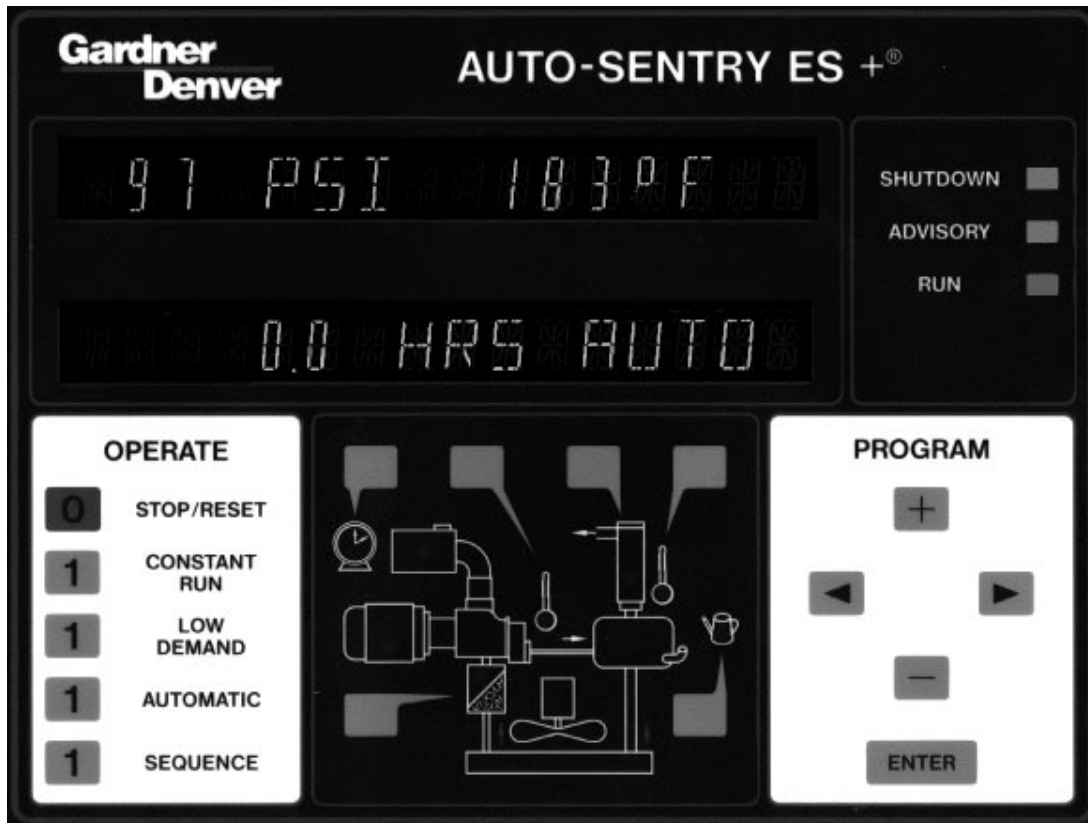 Gardner
Denver
AUTO-SENTRY ES +®
97 PSI 183°F
0.0 HRS AUTO
SHUTDOWN
ADVISORY
RUN
OPERATE
0 STOP/RESET
1 CONSTANT
RUN
1 LOW
DEMAND
1 AUTOMATIC
1 SEQUENCE
PROGRAM
+
◀ ▶
−
ENTER